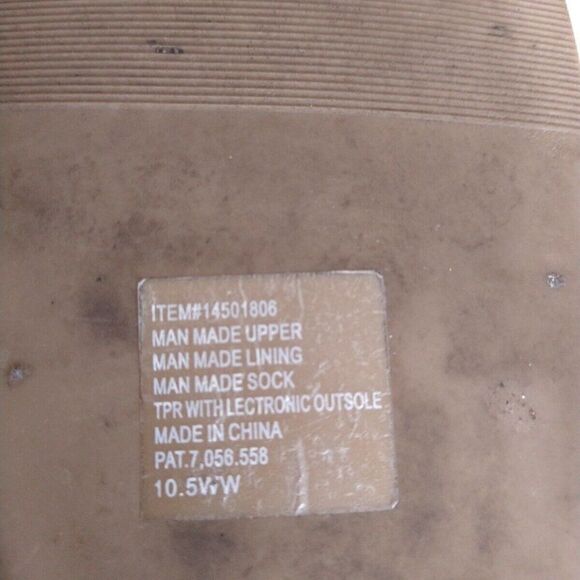 ITEM#14501806
MAN MADE UPPER
MAN MADE LINING
MAN MADE SOCK
TPR WITH LECTRONIC OUTSOLE
MADE IN CHINA
PAT.7,056.558
10.5WW